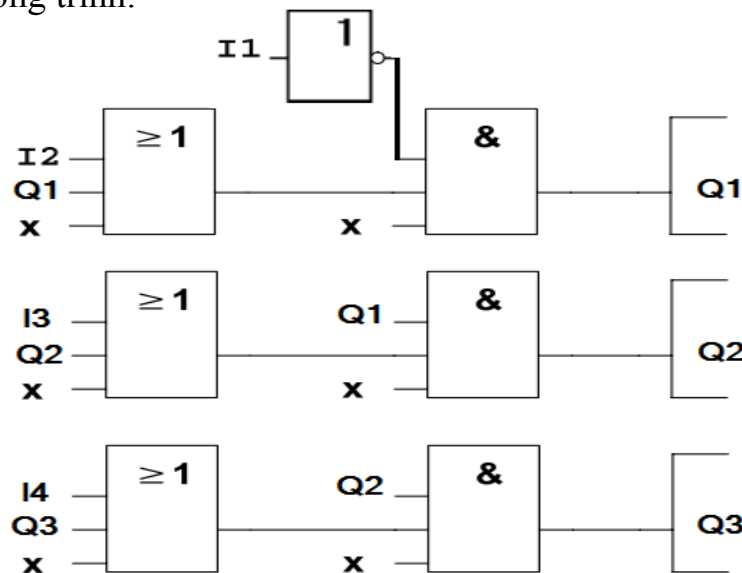 ong trình.
1
I1
≥1 &
I2
Q1 Q1
x x
≥1 &
I3 Q1
Q2 Q2
x x
≥1 &
I4 Q2
Q3 Q3
x x